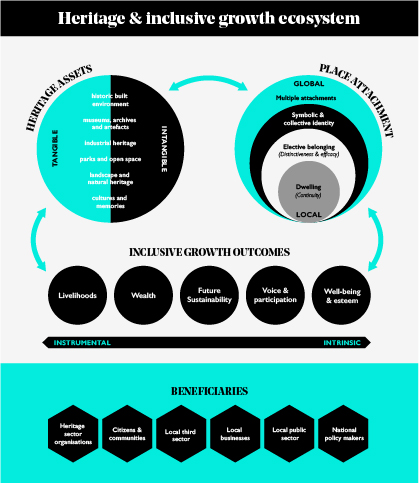 Heritage & inclusive growth ecosystem
HERITAGE ASSETS
TANGIBLE
INTANGIBLE
historic built
environment
museums, archives
and artefacts
industrial heritage
parks and open space
landscape and
natural heritage
cultures and
memories
PLACE ATTACHMENT
GLOBAL
Multiple attachments
Symbolic &
collective identity
Elective belonging
(Distinctiveness & efficacy)
Dwelling
(Continuity)
LOCAL
INCLUSIVE GROWTH OUTCOMES
Livelihoods
Wealth
Future
Sustainability
Voice &
participation
Well-being
& esteem
INSTRUMENTAL
INTRINSIC
BENEFICIARIES
Heritage
sector
organisations
Citizens &
communities
Local third
sector
Local
businesses
Local public
sector
National
policy makers